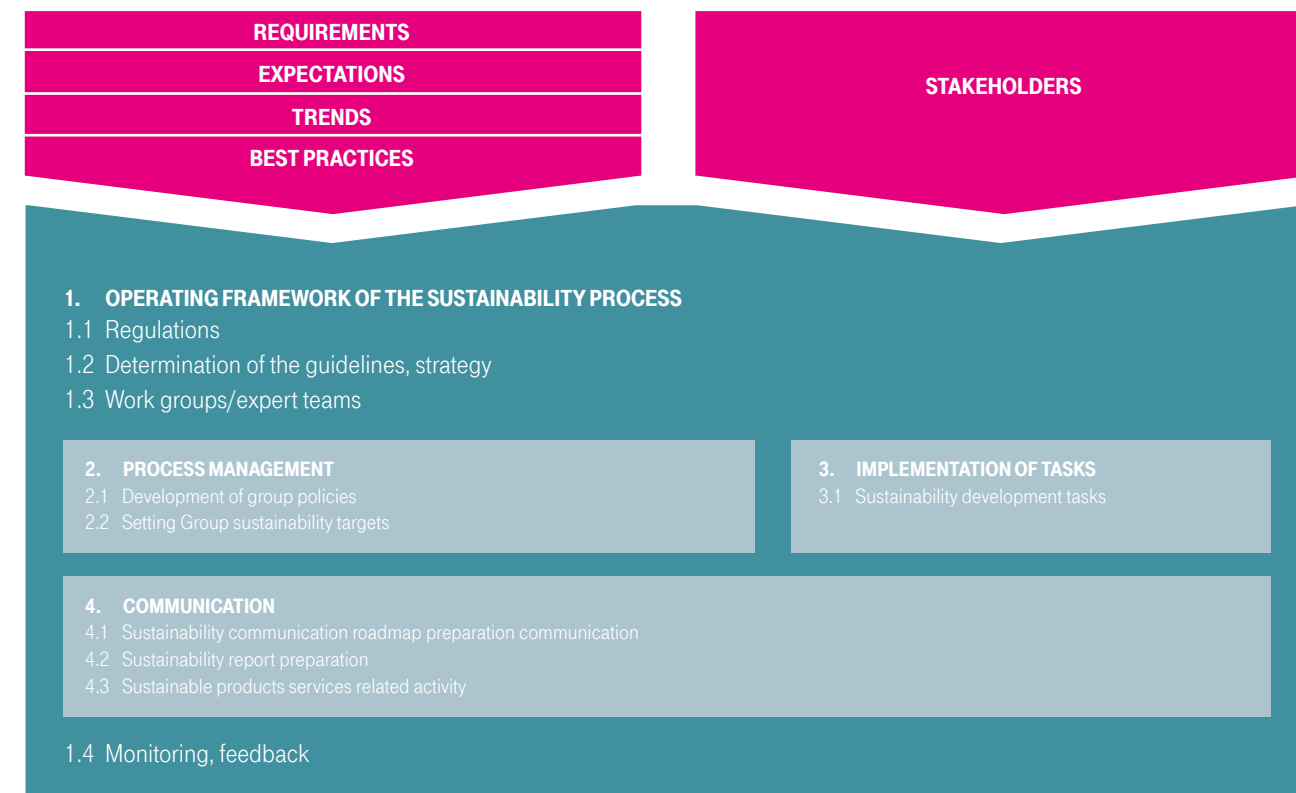 REQUIREMENTS
EXPECTATIONS
TRENDS
BEST PRACTICES
STAKEHOLDERS
1. OPERATING FRAMEWORK OF THE SUSTAINABILITY PROCESS
1.1 Regulations
1.2 Determination of the guidelines, strategy
1.3 Work groups/expert teams
2. PROCESS MANAGEMENT
2.1 Development of group policies
2.2 Setting Group sustainability targets
3. IMPLEMENTATION OF TASKS
3.1 Sustainability development tasks
4. COMMUNICATION
4.1 Sustainability communication roadmap preparation communication
4.2 Sustainability report preparation
4.3 Sustainable products services related activity
1.4 Monitoring, feedback